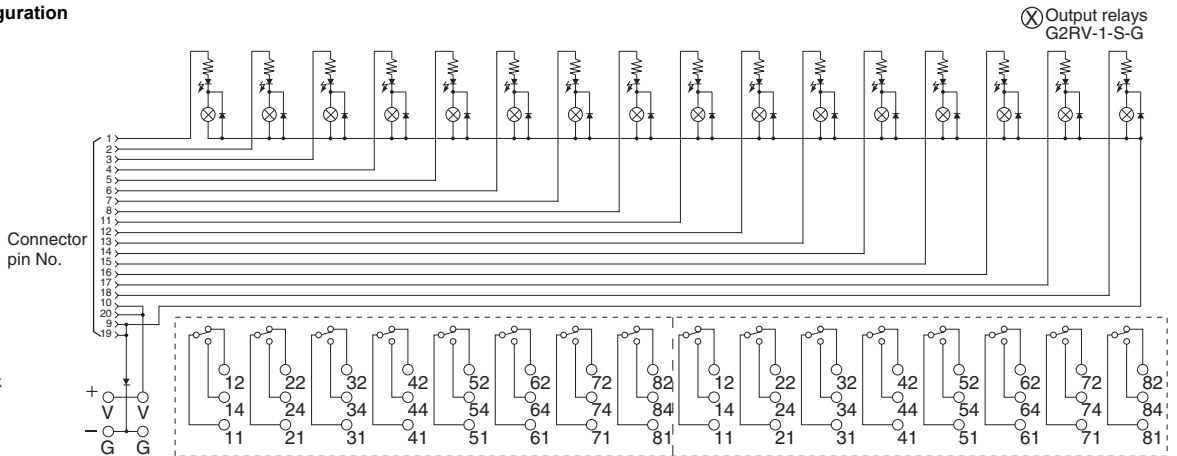 guration
Output relays
G2RV-1-S-G
1
2
3
4
5
6
7
8
11
12
13
14
15
16
17
18
10
20
9
19
Connector
pin No.
12 22 32 42 52 62 72 82 12 22 32 42 52 62 72 82
+
V V
14 24 34 44 54 64 74 84 14 24 34 44 54 64 74 84
−
G G
11 21 31 41 51 61 71 81 11 21 31 41 51 61 71 81